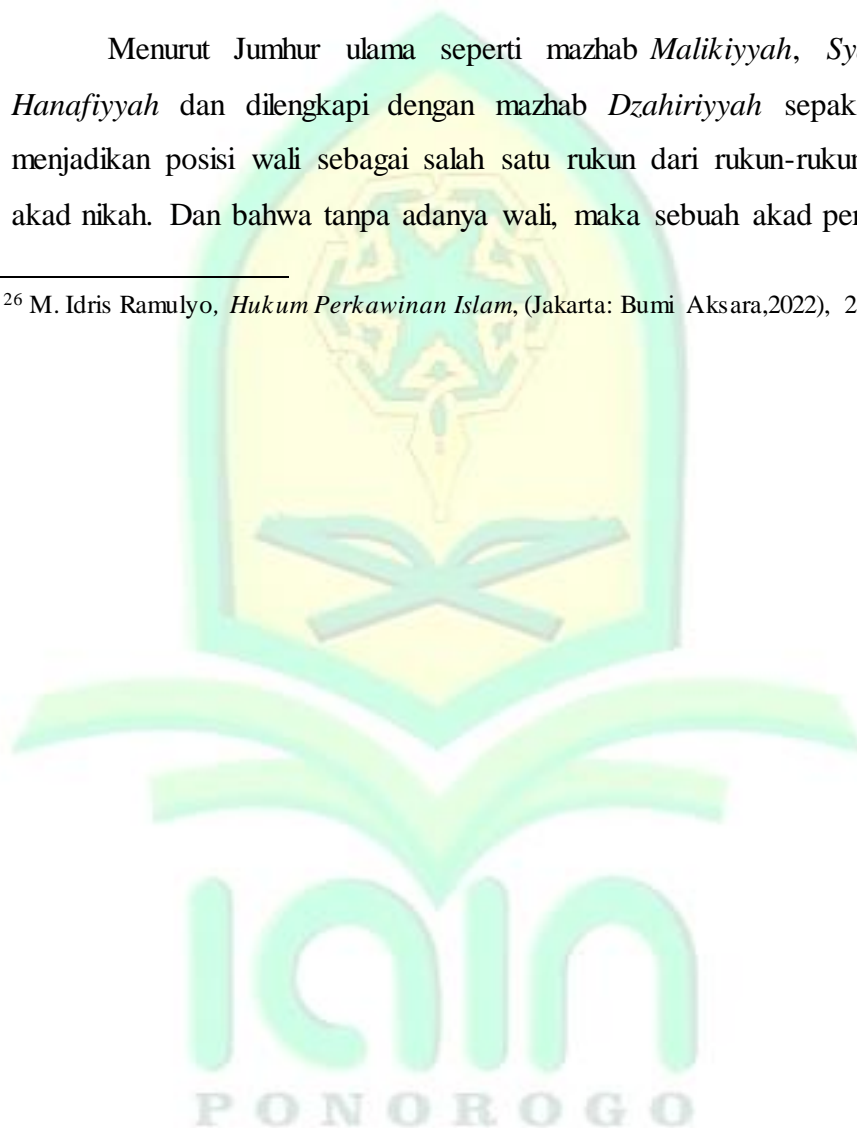 Menurut Jumhur ulama seperti mazhab Malikiyyah,
Hanafiyyah dan dilengkapi dengan mazhab Dzahiriyyah
menjadikan posisi wali sebagai salah satu rukun dari
akad nikah. Dan bahwa tanpa adanya wali, maka sebuah akad
26 M. Idris Ramulyo, Hukum Perkawinan Islam, (Jakarta: Bumi Aksara,2022),
iain
PONOROGO